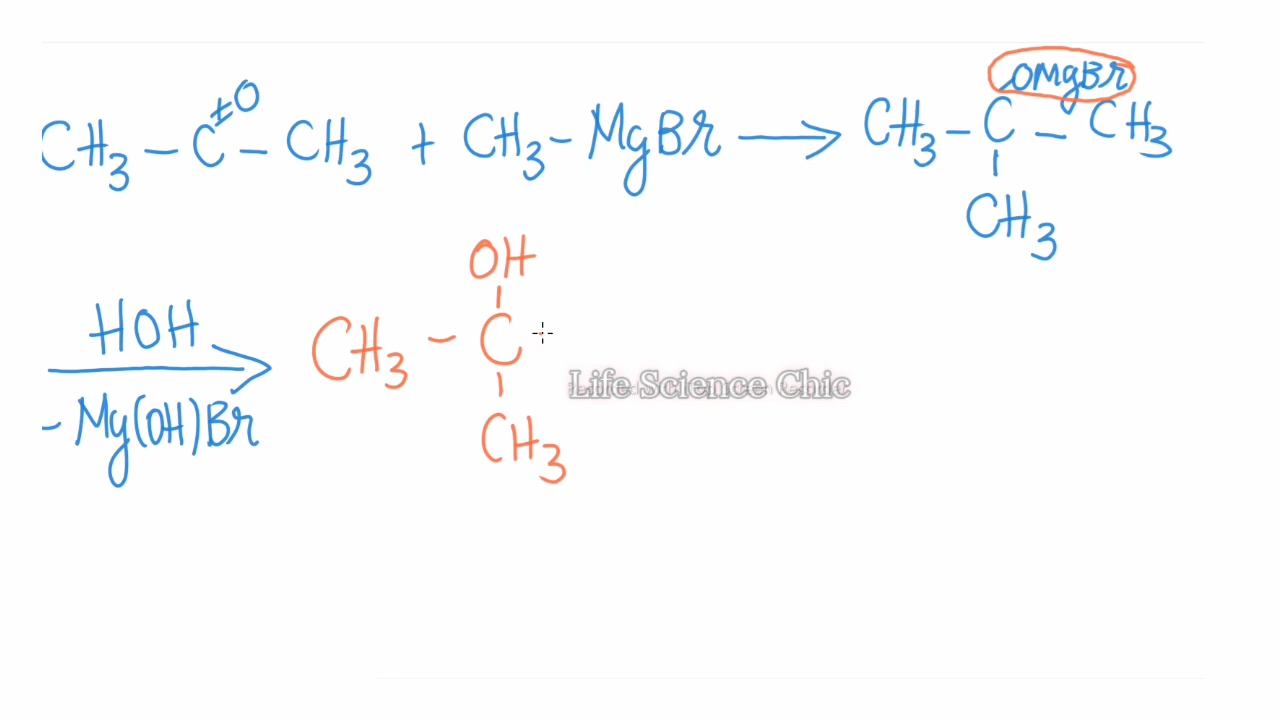 O OMgBr
CH3 – C – CH3 + CH3 – MgBr ⟶ CH3 – C – CH3
CH3
OH
HOH
CH3 – C
- Mg(OH)Br
CH3
Life Science Chic